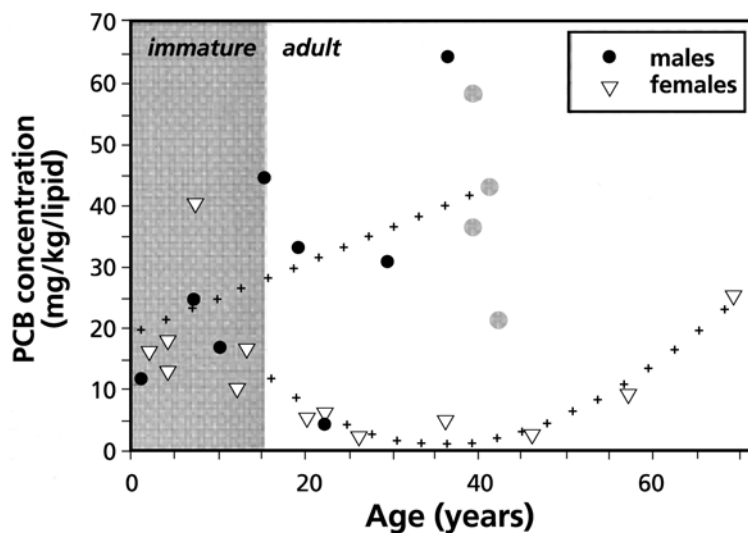 70
60
50
40
30
20
10
0
immature adult
males
females
PCB concentration
(mg/kg/lipid)
0 20 40 60
Age (years)